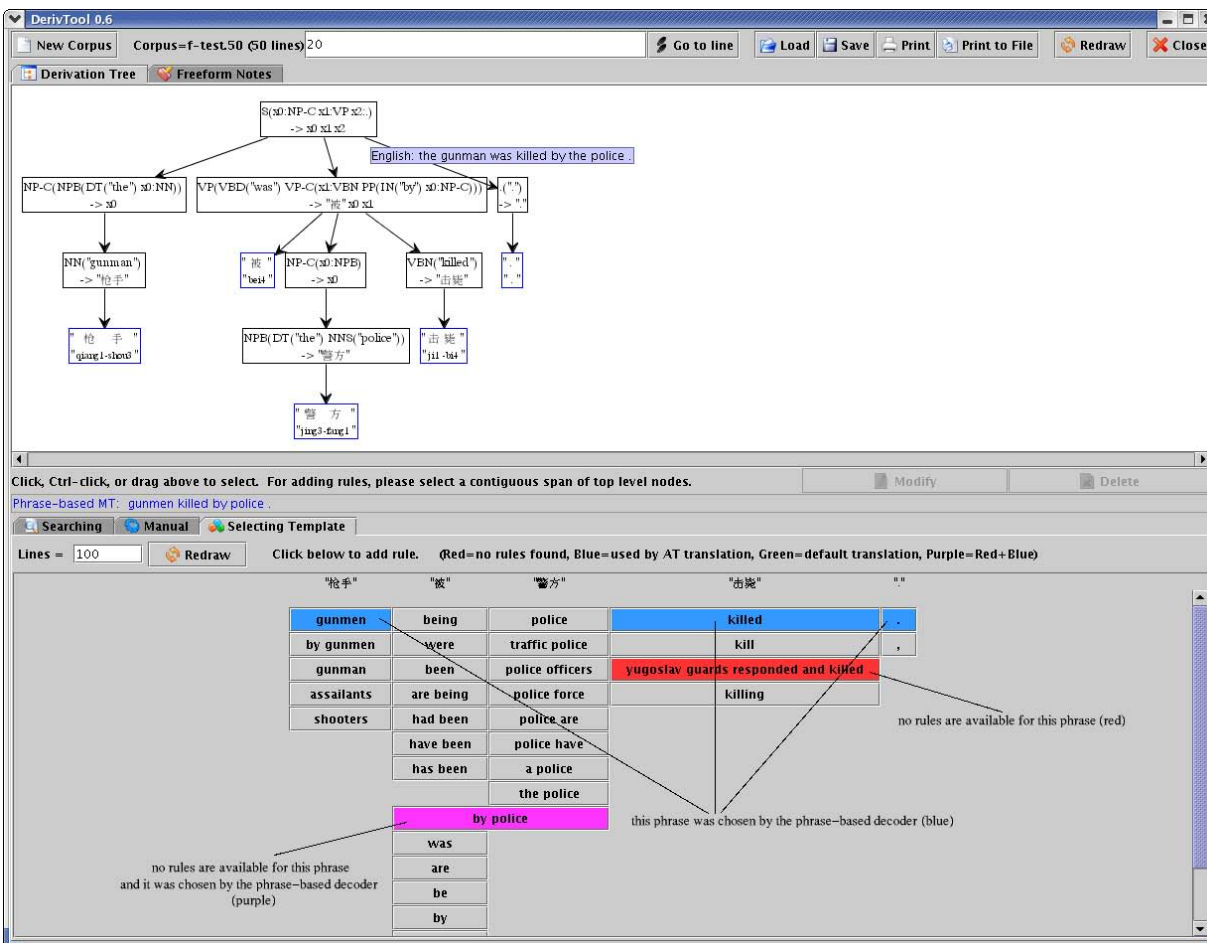 DerivTool 0.6
New Corpus Corpus=f-test.50 (50 lines) 20 Go to line Load Save Print Print to File Redraw Close
Derivation Tree Freeform Notes
S(x0:NP-C x1:VP x2:.)
-> x0 x1 x2
English: the gunman was killed by the police .
NP-C(NPB(DT("the") x0:NN)) VP(VBD("was") VP-C(x1:VBN PP(IN("by") x0:NP-C))) .(".")
-> x0 -> "被" x0 x1 -> "."
NN("gunman") " 被 " NP-C(x0:NPB) VBN("killed") " . "
-> "枪手" "bei4" -> x0 -> "击毙" " . "
" 枪 手 " NPB(DT("the") NNS("police")) " 击 毙 "
"qiang1-shou3" -> "警方" "ji1-bi4"
" 警 方 "
"jing3-fang1"
Click, Ctrl-click, or drag above to select. For adding rules, please select a contiguous span of top level nodes. Modify Delete
Phrase-based MT: gunmen killed by police .
Searching Manual Selecting Template
Lines = 100 Redraw Click below to add rule. (Red=no rules found, Blue=used by AT translation, Green=default translation, Purple=Red+Blue)
"枪手" "被" "警方" "击毙" "."
gunmen being police killed .
by gunmen were traffic police kill ,
gunman been police officers yugoslav guards responded and killed
assailants are being police force killing
shooters had been police are no rules are available for this phrase (red)
have been police have
has been a police
the police
by police this phrase was chosen by the phrase-based decoder (blue)
was
no rules are available for this phrase are
and it was chosen by the phrase-based decoder be
(purple) by